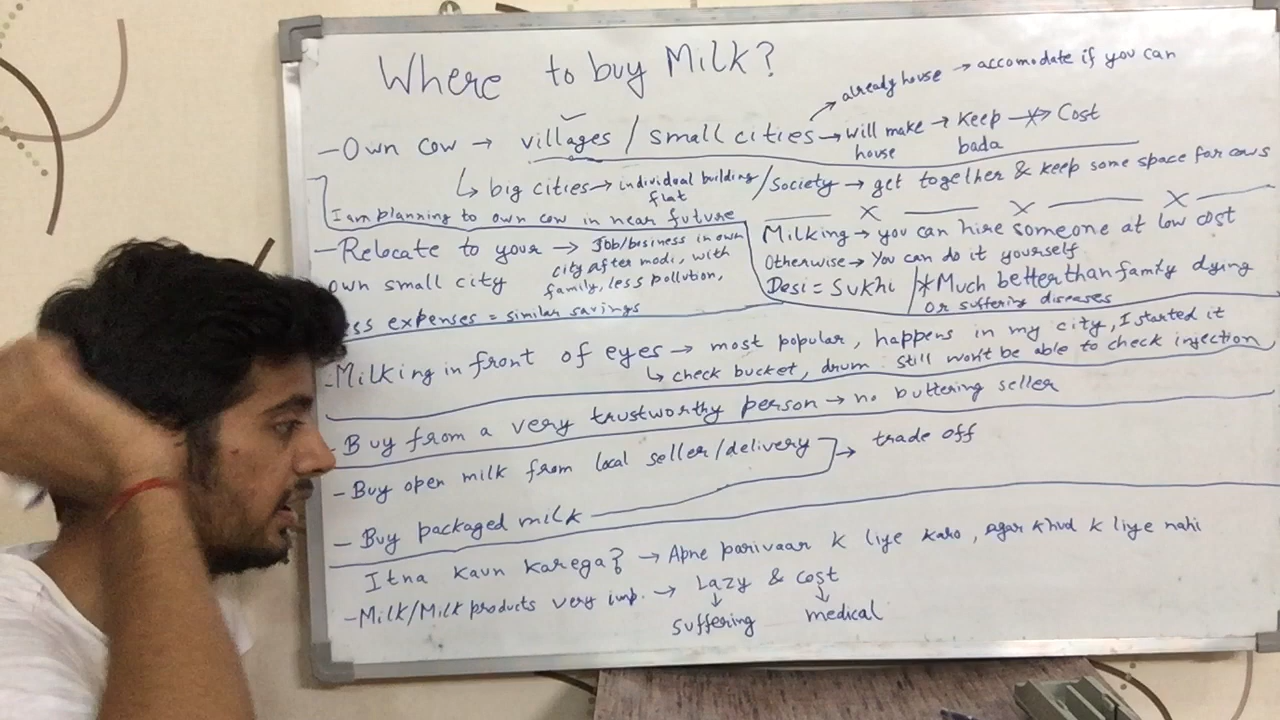 Where to buy Milk?
already house → accomodate if you can
- Own cow → villages / small cities → will make house → keep bada → Cost
↳ big cities → individual building / Society → get together & keep some space for cows
flat
I am planning to own cow in near future
- Relocate to your own small city → Job/business in own city after modi, with family, less pollution,
ess expenses = similar savings
Milking → you can hire someone at low cost
Otherwise → You can do it yourself
Desi = Sukhi / * Much better than family dying or suffering diseases
- Milking in front of eyes → most popular, happens in my city, I started it
↳ check bucket, drum. still won't be able to check injection,
- Buy from a very trustworthy person → no buttering seller
- Buy open milk from local seller/delivery → trade off
- Buy packaged milk
Itna kaun karega? → Apne parivaar k liye karo, agar khud k liye nahi
- Milk/Milk products very imp. → Lazy & cost
↓ ↓
suffering medical